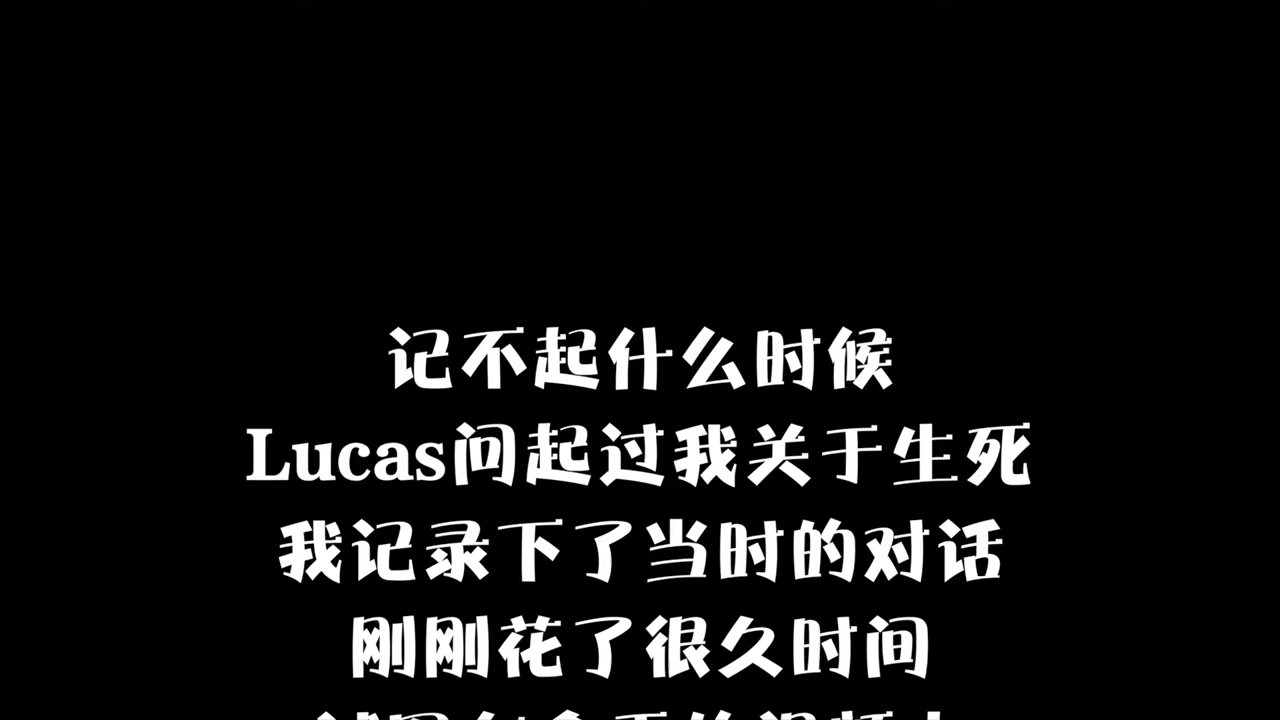 记不起什么时候
Lucas问起过我关于生死
我记录下了当时的对话
刚刚花了很久时间